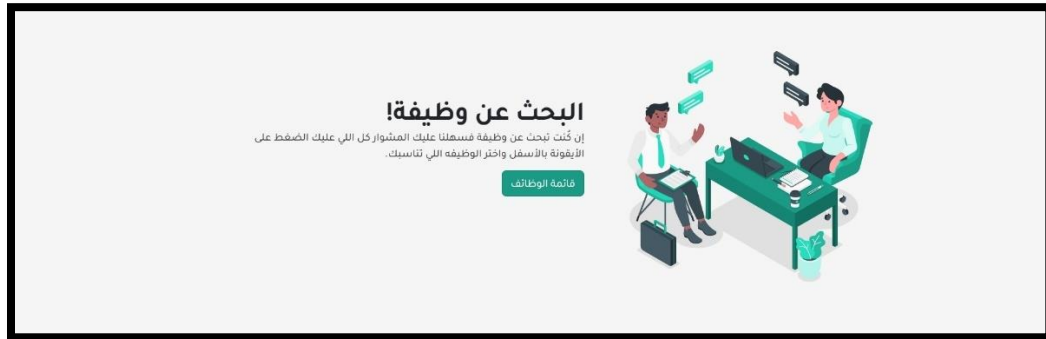 البحث عن وظيفة!
إن كُنت تبحث عن وظيفة فسهلنا عليك المشوار كل اللي عليك الضغط على
الأيقونة بالأسفل واختر الوظيفه اللي تناسبك.
قائمة الوظائف